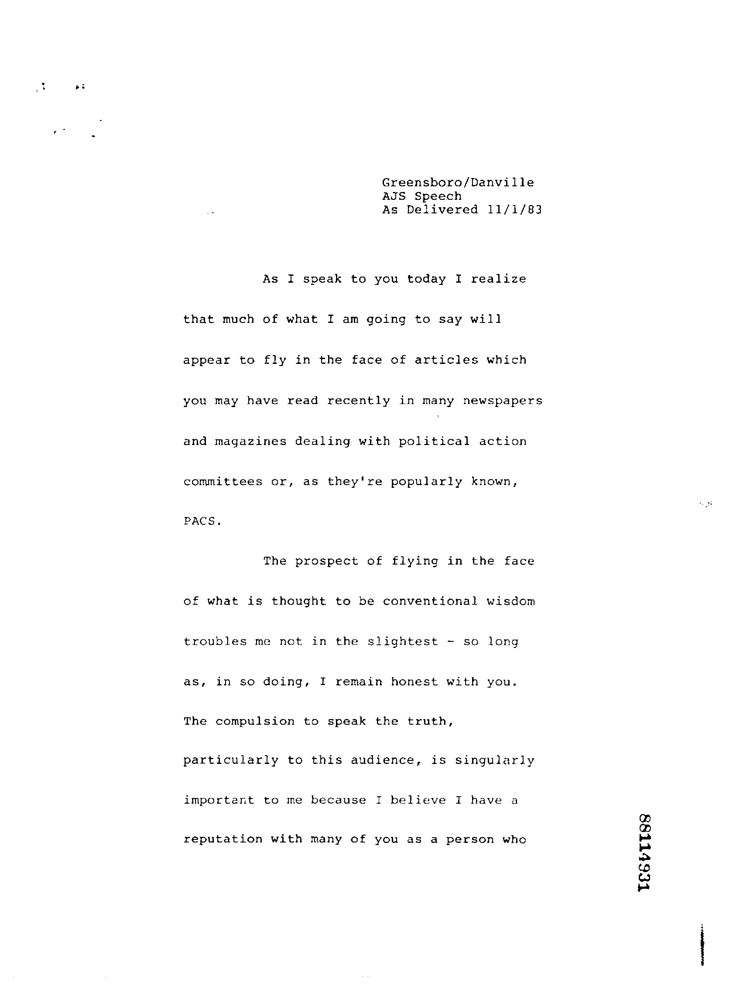 Greensboro/Danville
AJS Speech
As Delivered 11/1/83
As I speak to you today I realize
that much of what I am going to say will
appear to fly in the face of articles which
you may have read recently in many newspapers
and magazines dealing with political action
committees or, as they're popularly known,
PACS.
The prospect of flying in the face
of what is thought to be conventional wisdom
troubles me not in the slightest - so long
as, in so doing, I remain honest with you.
The compulsion to speak the truth,
particularly to this audience, is singularly
important to me because I believe I have a
reputation with many of you as a person who
88114931